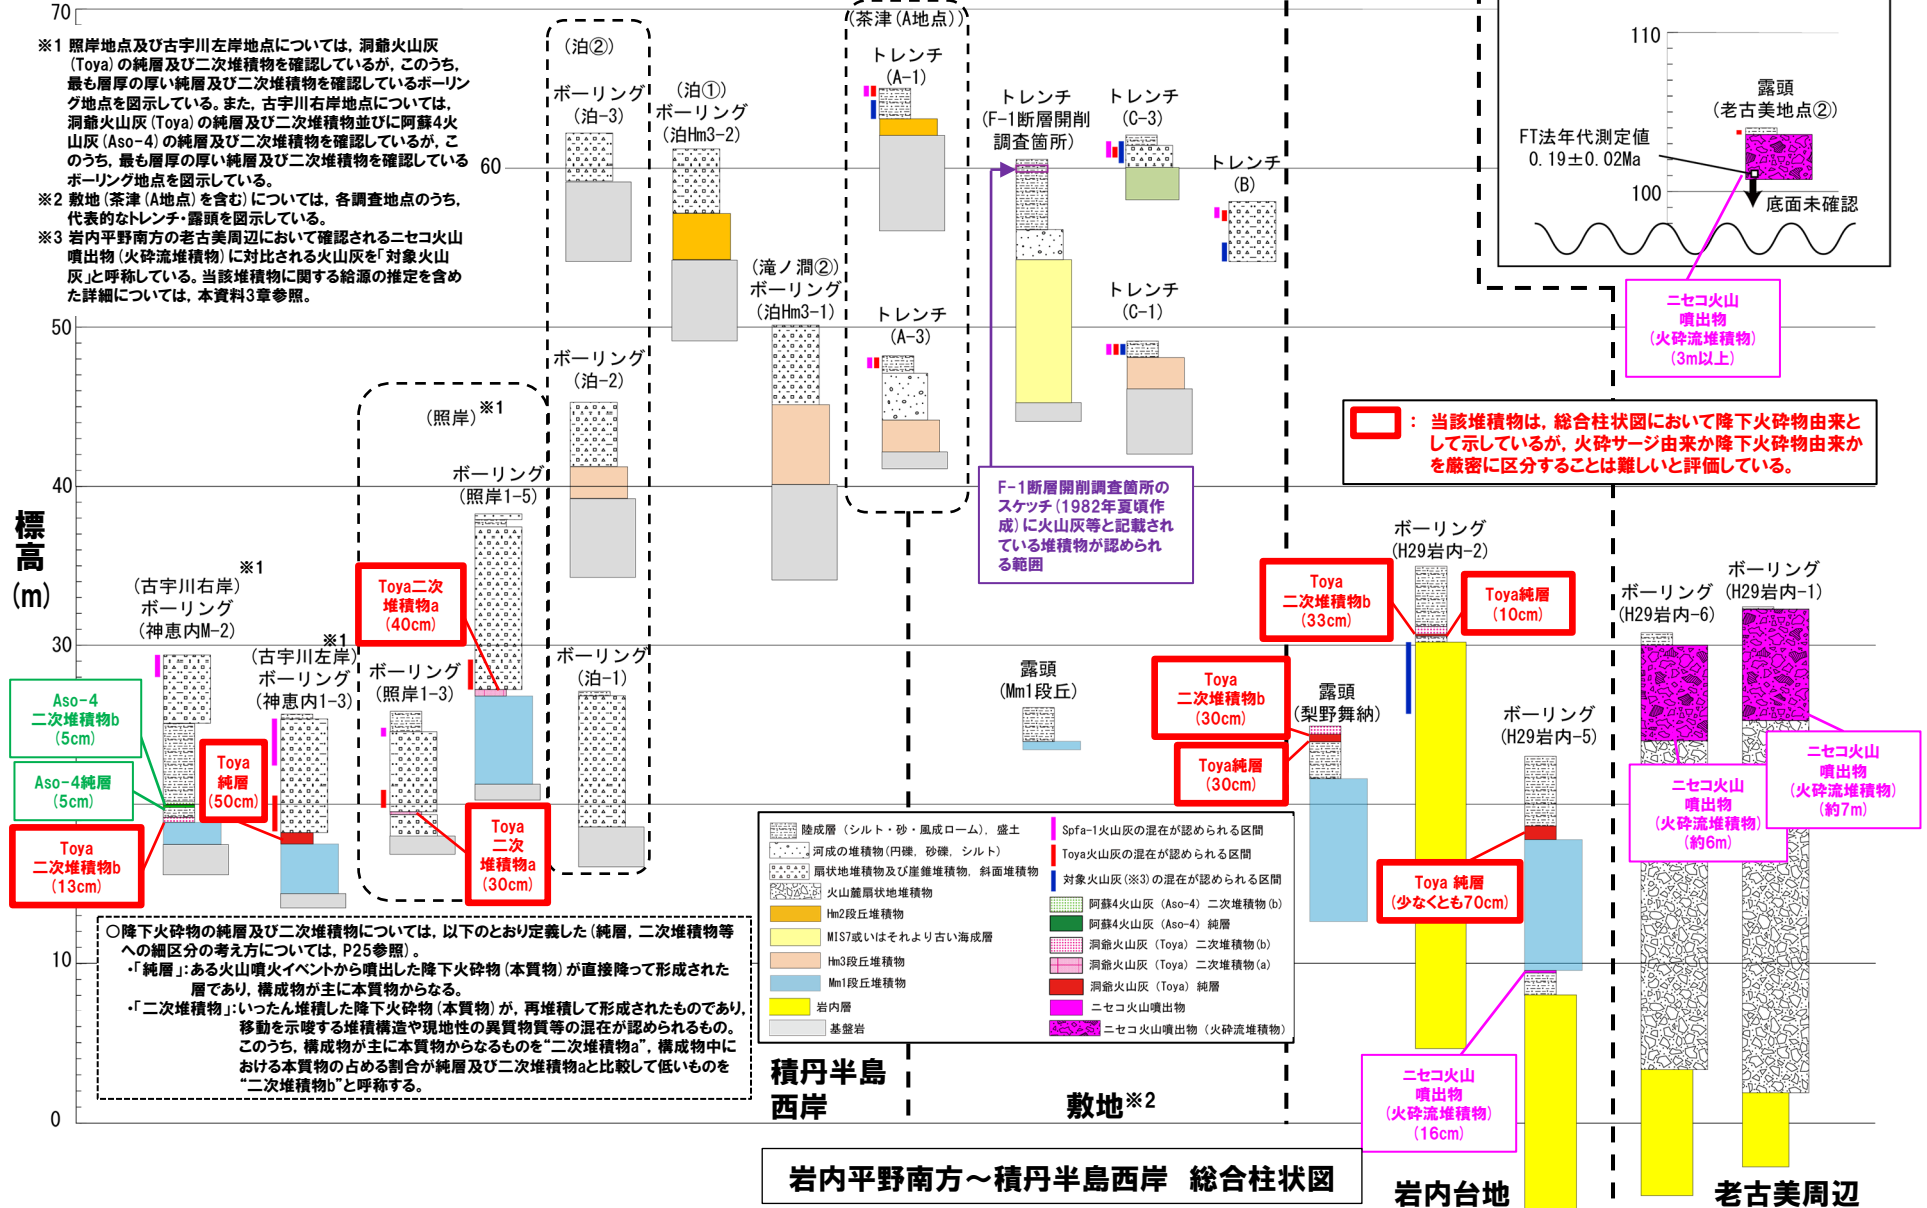 70
60
50
40
30
10
0
標高
(m)
※1 照岸地点及び古宇川左岸地点については，洞爺火山灰
(Toya)の純層及び二次堆積物を確認しているが，このうち，
最も層厚の厚い純層及び二次堆積物を確認しているボーリン
グ地点を図示している。また，古宇川右岸地点については，
洞爺火山灰(Toya)の純層及び二次堆積物並びに阿蘇4火
山灰(Aso-4)の純層及び二次堆積物を確認しているが，こ
のうち，最も層厚の厚い純層及び二次堆積物を確認している
ボーリング地点を図示している。
※2 敷地(茶津(A地点)を含む)については，各調査地点のうち，
代表的なトレンチ・露頭を図示している。
※3 岩内平野南方の老古美周辺において確認されるニセコ火山
噴出物(火砕流堆積物)に対比される火山灰を「対象火山
灰」と呼称している。当該堆積物に関する給源の推定を含め
た詳細については，本資料3章参照。
(泊②)
ボーリング
(泊-3)
(泊①)
ボーリング
(泊Hm3-2)
(滝ノ澗②)
ボーリング
(泊Hm3-1)
(茶津(A地点))
トレンチ
(A-1)
トレンチ
(A-3)
トレンチ
(F-1断層開削
調査箇所)
トレンチ
(C-3)
トレンチ
(B)
トレンチ
(C-1)
110
100
露頭
(老古美地点②)
FT法年代測定値
0.19±0.02Ma
底面未確認
ニセコ火山
噴出物
(火砕流堆積物)
(3m以上)
：当該堆積物は，総合柱状図において降下火砕物由来と
して示しているが，火砕サージ由来か降下火砕物由来か
を厳密に区分することは難しいと評価している。
F-1断層開削調査箇所の
スケッチ(1982年夏頃作
成)に火山灰等と記載され
ている堆積物が認められ
る範囲
ボーリング
(泊-2)
ボーリング
(泊-1)
(照岸)※1
ボーリング
(照岸1-5)
ボーリング
(照岸1-3)
Toya二次
堆積物a
(40cm)
Toya
二次
堆積物a
(30cm)
※1
(古宇川右岸)
ボーリング
(神恵内M-2)
※1
(古宇川左岸)
ボーリング
(神恵内1-3)
Aso-4
二次堆積物b
(5cm)
Aso-4純層
(5cm)
Toya
二次堆積物b
(13cm)
Toya
純層
(50cm)
露頭
(Mm1段丘)
Toya
二次堆積物b
(33cm)
Toya純層
(10cm)
ボーリング
(H29岩内-2)
Toya
二次堆積物b
(30cm)
Toya純層
(30cm)
露頭
(梨野舞納)
ボーリング
(H29岩内-5)
Toya 純層
(少なくとも70cm)
ニセコ火山
噴出物
(火砕流堆積物)
(16cm)
ボーリング
(H29岩内-6)
ボーリング
(H29岩内-1)
ニセコ火山
噴出物
(火砕流堆積物)
(約6m)
ニセコ火山
噴出物
(火砕流堆積物)
(約7m)
陸成層（シルト・砂・風成ローム），盛土
河成の堆積物(円礫，砂礫，シルト)
扇状地堆積物及び崖錐堆積物，斜面堆積物
火山麓扇状地堆積物
Hm2段丘堆積物
MIS7或いはそれより古い海成層
Hm3段丘堆積物
Mm1段丘堆積物
岩内層
基盤岩
Spfa-1火山灰の混在が認められる区間
Toya火山灰の混在が認められる区間
対象火山灰(※3)の混在が認められる区間
阿蘇4火山灰（Aso-4）二次堆積物(b)
阿蘇4火山灰（Aso-4）純層
洞爺火山灰（Toya）二次堆積物(b)
洞爺火山灰（Toya）二次堆積物(a)
洞爺火山灰（Toya）純層
ニセコ火山噴出物
ニセコ火山噴出物（火砕流堆積物）
○降下火砕物の純層及び二次堆積物については，以下のとおり定義した(純層，二次堆積物等
への細区分の考え方については，P25参照)。
・「純層」：ある火山噴火イベントから噴出した降下火砕物(本質物)が直接降って形成された
層であり，構成物が主に本質物からなる。
・「二次堆積物」：いったん堆積した降下火砕物(本質物)が，再堆積して形成されたものであり，
移動を示唆する堆積構造や現地性の異質物質等の混在が認められるもの。
このうち，構成物が主に本質物からなるものを“二次堆積物a”，構成物中に
おける本質物の占める割合が純層及び二次堆積物aと比較して低いものを
“二次堆積物b”と呼称する。
積丹半島
西岸
敷地※2
岩内台地
老古美周辺
岩内平野南方～積丹半島西岸 総合柱状図